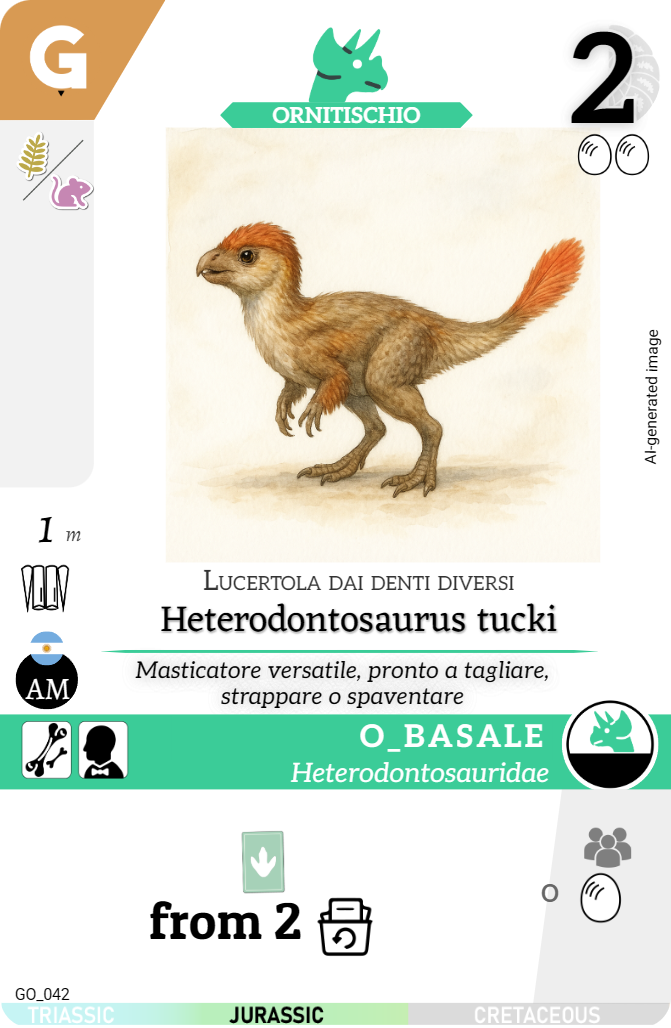 G
2
ORNITISCHIO
AI-generated image
1 m
LUCERTOLA DAI DENTI DIVERSI
Heterodontosaurus tucki
AM
Masticatore versatile, pronto a tagliare,
strappare o spaventare
O_BASALE
Heterodontosauridae
O
from 2
GO_042
TRIASSIC
JURASSIC
CRETACEOUS